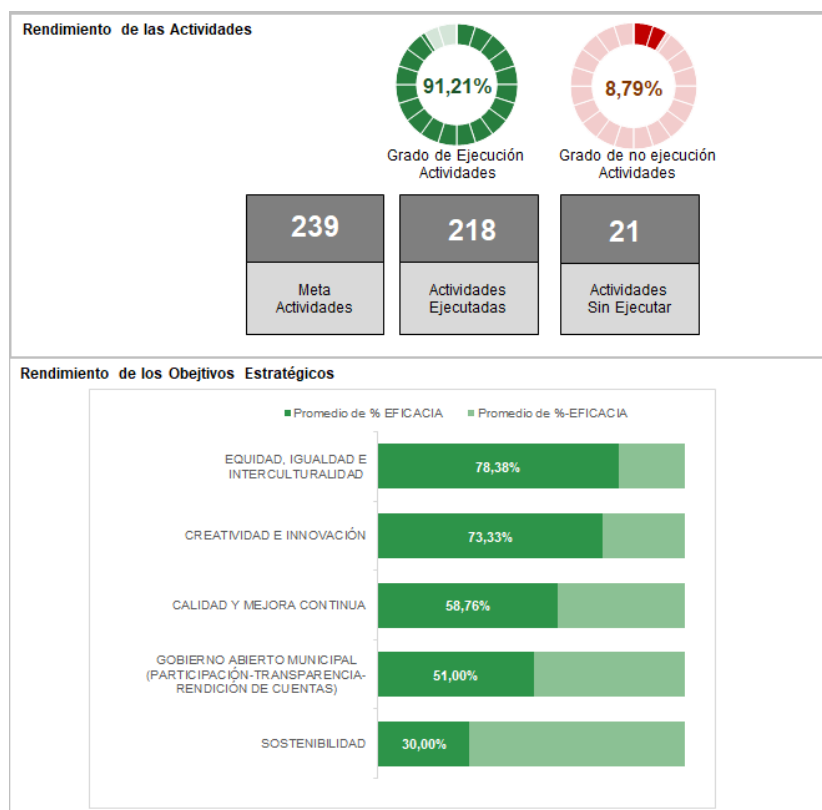 Rendimiento de las Actividades
91,21%
8,79%
Grado de Ejecución
Actividades
Grado de no ejecución
Actividades
239
218
21
Meta
Actividades
Actividades
Ejecutadas
Actividades
Sin Ejecutar
Rendimiento de los Obejtivos Estratégicos
Promedio de % EFICACIA
Promedio de %-EFICACIA
EQUIDAD, IGUALDAD E
INTERCULTURALIDAD
78,38%
CREATIVIDAD E INNOVACIÓN
73,33%
CALIDAD Y MEJORA CONTINUA
58,76%
GOBIERNO ABIERTO MUNICIPAL
(PARTICIPACIÓN-TRANSPARENCIA-
RENDICIÓN DE CUENTAS)
51,00%
SOSTENIBILIDAD
30,00%